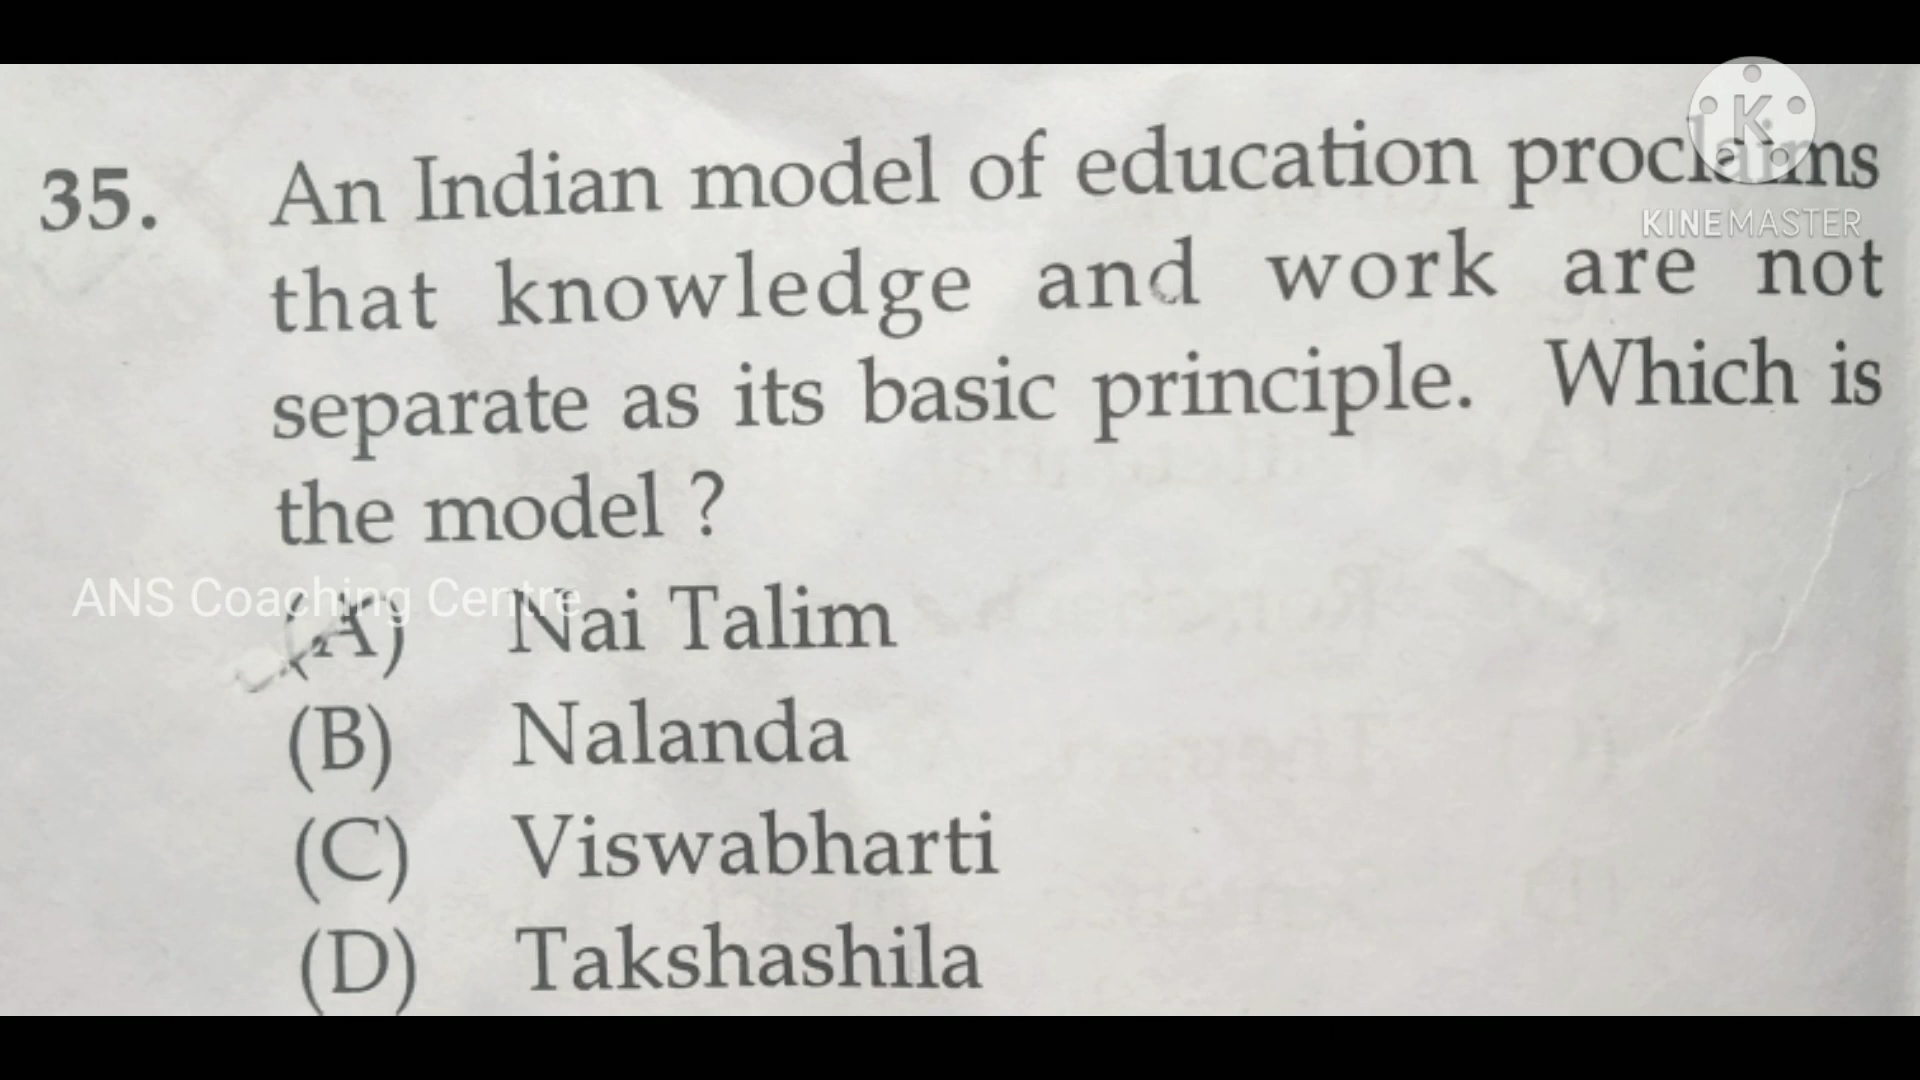 K
KINEMASTER
35. An Indian model of education proclaims
that knowledge and work are not
separate as its basic principle. Which is
the model ?
ANS Coaching Centre
(A) Nai Talim
(B) Nalanda
(C) Viswabharti
(D) Takshashila